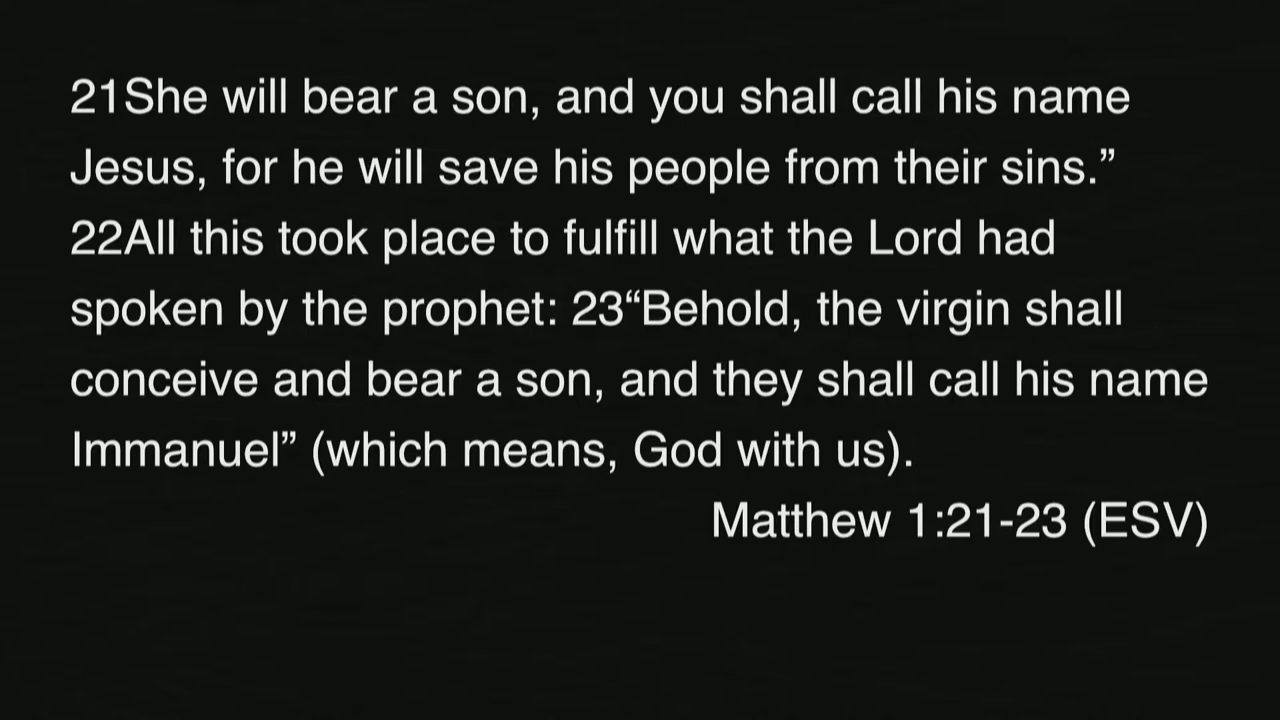 21She will bear a son, and you shall call his name
Jesus, for he will save his people from their sins.”
22All this took place to fulfill what the Lord had
spoken by the prophet: 23“Behold, the virgin shall
conceive and bear a son, and they shall call his name
Immanuel” (which means, God with us).
Matthew 1:21-23 (ESV)